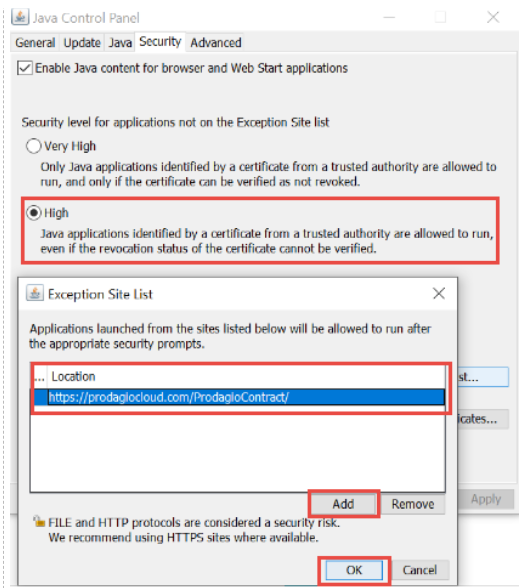 Java Control Panel
General Update Java Security Advanced
Enable Java content for browser and Web Start applications
Security level for applications not on the Exception Site list
Very High
Only Java applications identified by a certificate from a trusted authority are allowed to
run, and only if the certificate can be verified as not revoked.
High
Java applications identified by a certificate from a trusted authority are allowed to run,
even if the revocation status of the certificate cannot be verified.
Exception Site List
Applications launched from the sites listed below will be allowed to run after
the appropriate security prompts.
... Location
https://prodagiocloud.com/ProdagioContract/
st...
icates...
Add Remove
Apply
FILE and HTTP protocols are considered a security risk.
We recommend using HTTPS sites where available.
OK Cancel